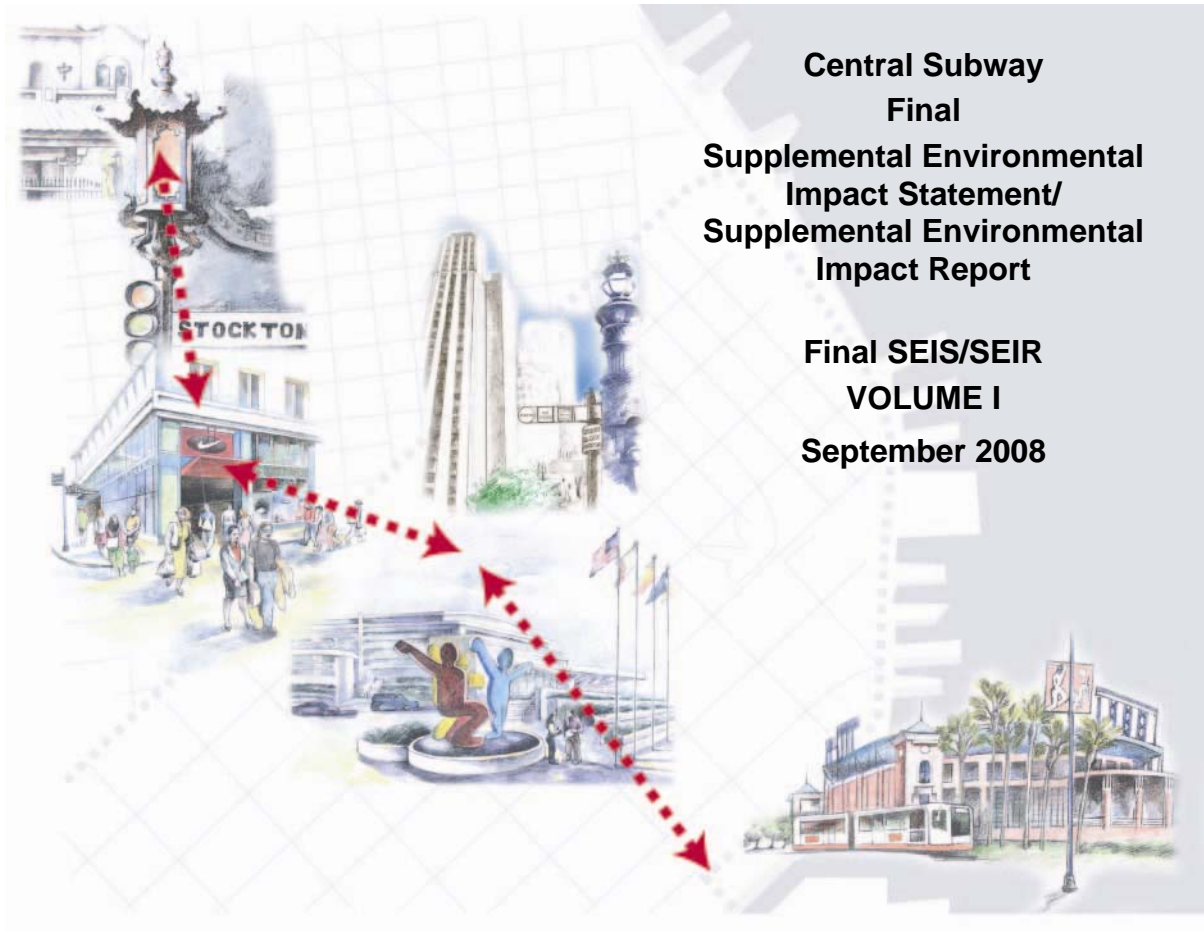 Central Subway
Final
Supplemental Environmental
Impact Statement/
Supplemental Environmental
Impact Report
Final SEIS/SEIR
VOLUME I
September 2008
STOCKTON